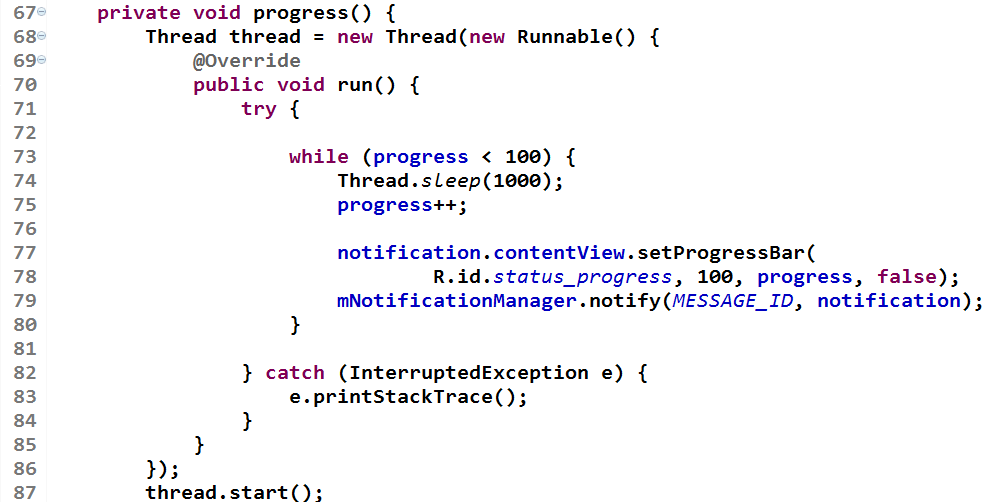 67 private void progress() {
68 Thread thread = new Thread(new Runnable() {
69 @Override
70 public void run() {
71 try {
72
73 while (progress < 100) {
74 Thread.sleep(1000);
75 progress++;
76
77 notification.contentView.setProgressBar(
78 R.id.status_progress, 100, progress, false);
79 mNotificationManager.notify(MESSAGE_ID, notification);
80 }
81
82 } catch (InterruptedException e) {
83 e.printStackTrace();
84 }
85 }
86 });
87 thread.start();